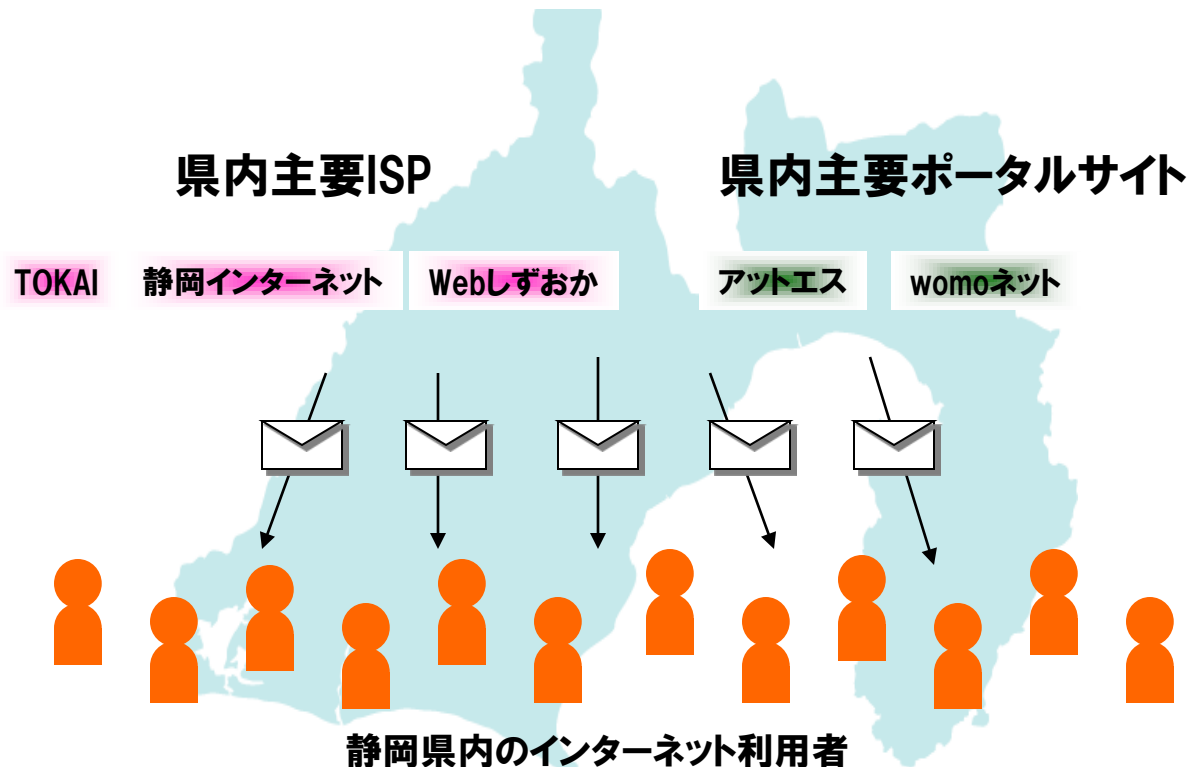 県内主要ISP
県内主要ポータルサイト
TOKAI
静岡インターネット
Webしずおか
アットエス
womoネット
静岡県内のインターネット利用者